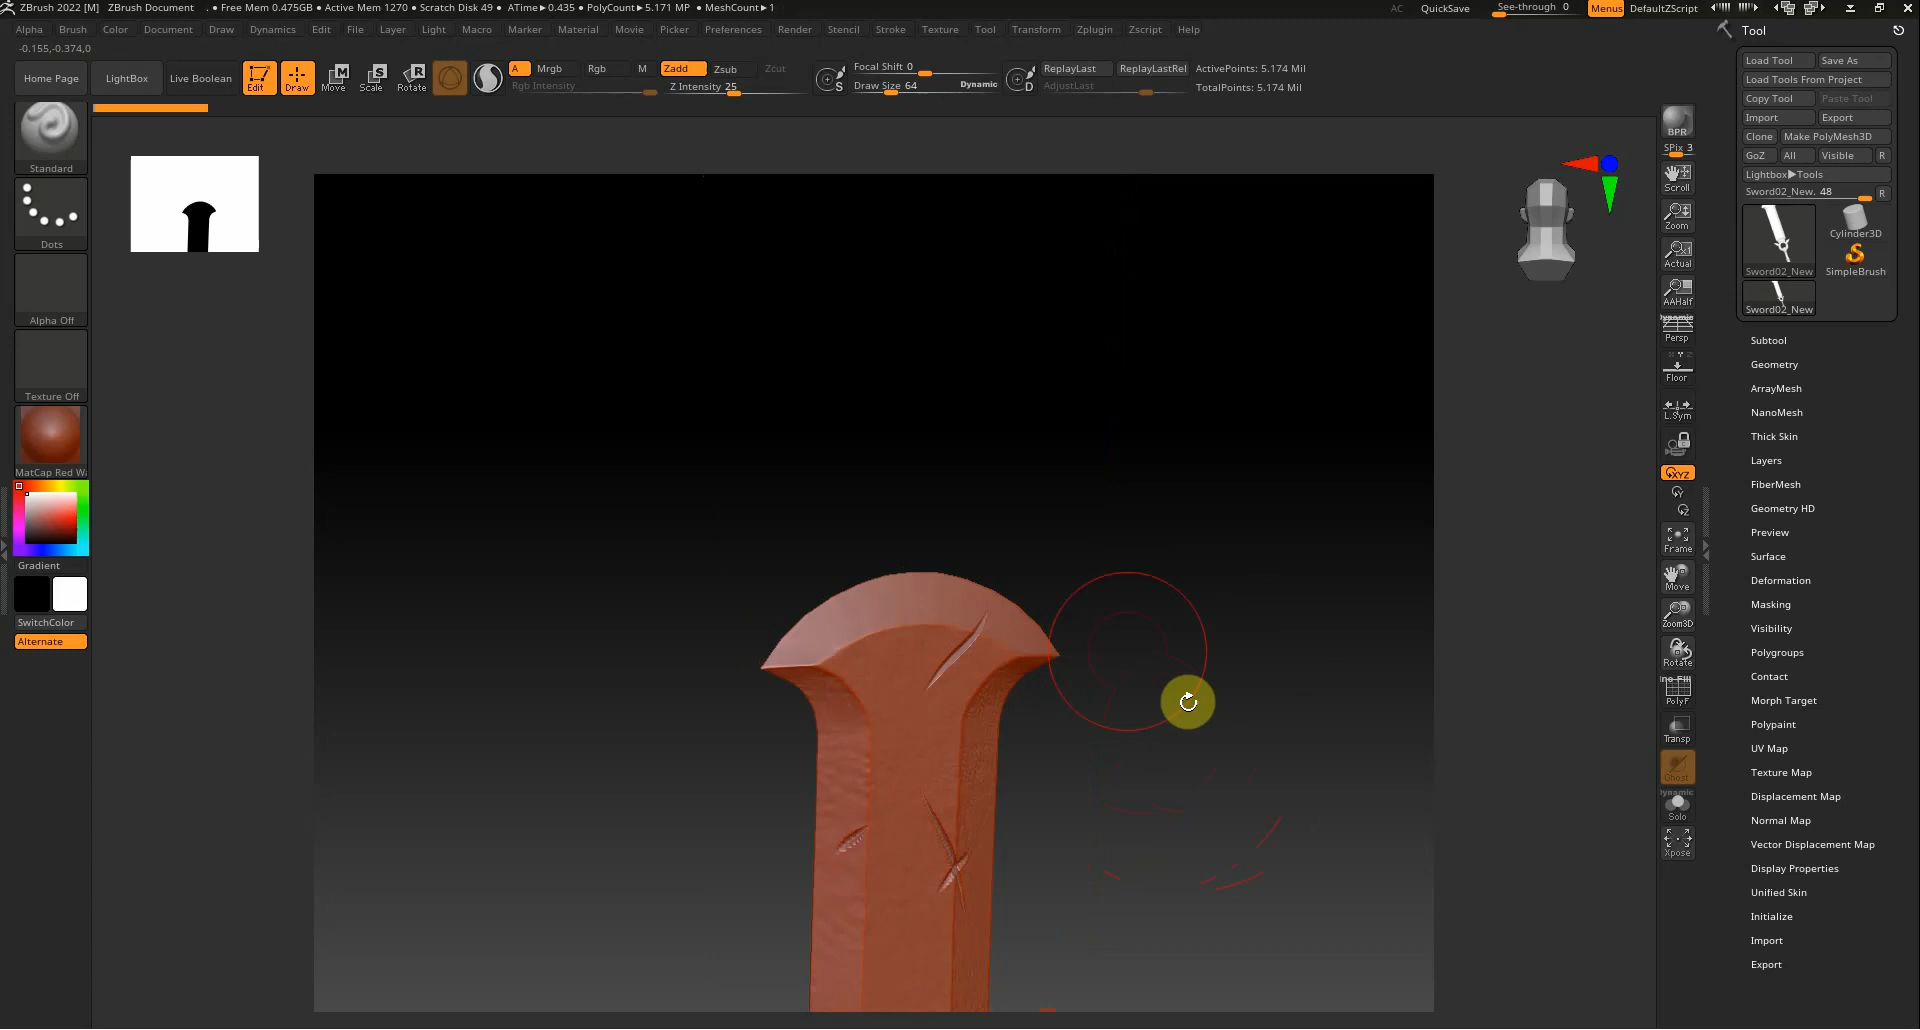 ZBrush 2022 [M] ZBrush Document . ● Free Mem 0.475GB ● Active Mem 1270 ● Scratch Disk 49 ● ATime▶0.435 ● PolyCount▶5.171 MP ● MeshCount▶1 AC QuickSave See-through 0 Menus DefaultZScript
Alpha Brush Color Document Draw Dynamics Edit File Layer Light Macro Marker Material Movie Picker Preferences Render Stencil Stroke Texture Tool Transform Zplugin Zscript Help
Tool
-0.155,-0.374,0
Home Page LightBox Live Boolean Edit Draw Move Scale Rotate
A Mrgb Rgb M Zadd Zsub Zcut
Rgb Intensity Z Intensity 25
S Focal Shift 0
Draw Size 64 Dynamic
D ReplayLast ReplayLastRel ActivePoints: 5.174 Mil
AdjustLast TotalPoints: 5.174 Mil
Standard
Dots
Alpha Off
Texture Off
MatCap Red Wa
Gradient
SwitchColor
Alternate
BPR
SPix 3
Scroll
Zoom
Actual
AAHalf
Dynamic
Persp
Floor
L.Sym
XYZ
Y
Z
Frame
Move
Zoom3D
Rotate
PolyF
Transp
Ghost
Dynamic
Solo
Xpose
Load Tool Save As
Load Tools From Project
Copy Tool Paste Tool
Import Export
Clone Make PolyMesh3D
GoZ All Visible R
Lightbox▶Tools
Sword02_New. 48 R
Cylinder3D
Sword02_New SimpleBrush
Sword02_New
Subtool
Geometry
ArrayMesh
NanoMesh
Thick Skin
Layers
FiberMesh
Geometry HD
Preview
Surface
Deformation
Masking
Visibility
Polygroups
Contact
Morph Target
Polypaint
UV Map
Texture Map
Displacement Map
Normal Map
Vector Displacement Map
Display Properties
Unified Skin
Initialize
Import
Export